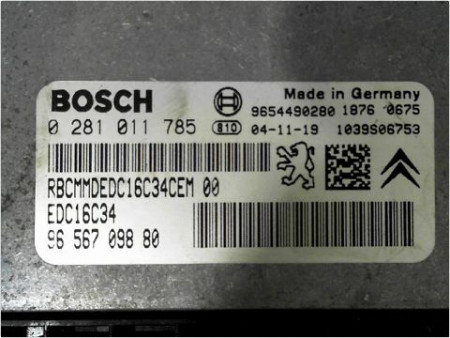 BOSCH
Made in Germany
9654490280 1876 0675
0 281 011 785 810 04-11-19 1039S06753
RBCMMDEDC16C34CEM 00
EDC16C34
96 567 098 80